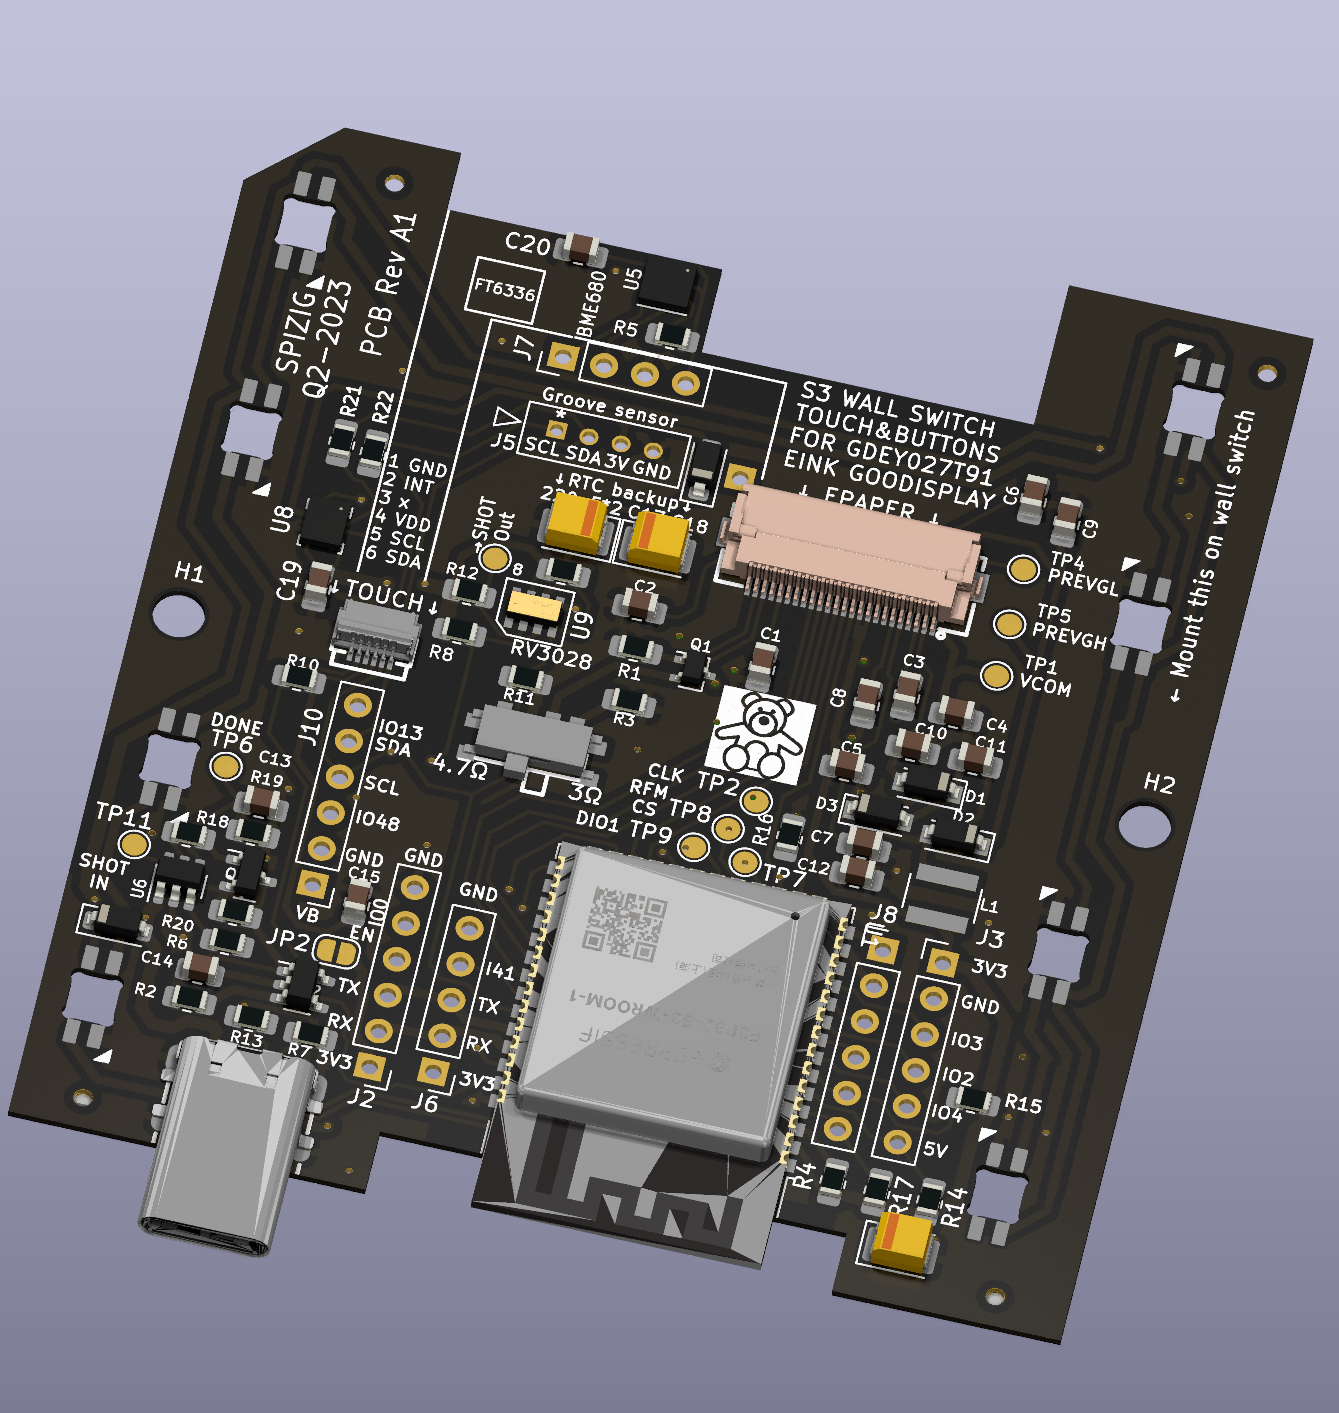 C20
U5
FT6336
BME680
R5
J7
PCB Rev A1
SPIZIG
Q2-2023
R21
R22
Groove sensor
*
J5
SCL SDA 3V GND
S3 WALL SWITCH
TOUCH&BUTTONS
FOR GDEY027T91
EINK GOODISPLAY
↓ EPAPER ↓
↓RTC backup↓
1 GND
2 INT
3 x
4 VDD
5 SCL
6 SDA
U8
C19
↓ TOUCH ↓
SHOT
Out
8
R12
R8
U9
RV3028
C2
R1
Q1
C1
R3
R11
R10
H1
C6
C9
TP4
PREVGL
TP5
PREVGH
TP1
VCOM
← Mount this on wall switch
H2
C3
C8
C4
C10
C11
C5
D1
D2
D3
C7
C12
L1
4.7Ω
3Ω
CLK TP2
RFM
CS TP8
DIO1 TP9
R16
TP7
J10
IO13
SDA
SCL
IO48
GND
VB
DONE
TP6
C13
R19
R18
TP11
SHOT
IN
U6
R20
R6
C14
R2
R13
R7
C15
JP2
GND
IO0
EN
TX
RX
3V3
J2
GND
I41
TX
RX
3V3
J6
ESP32-S3-WROOM-1
J8
J3
3V3
GND
IO3
IO2
IO4
5V
R15
R4
R17
R14